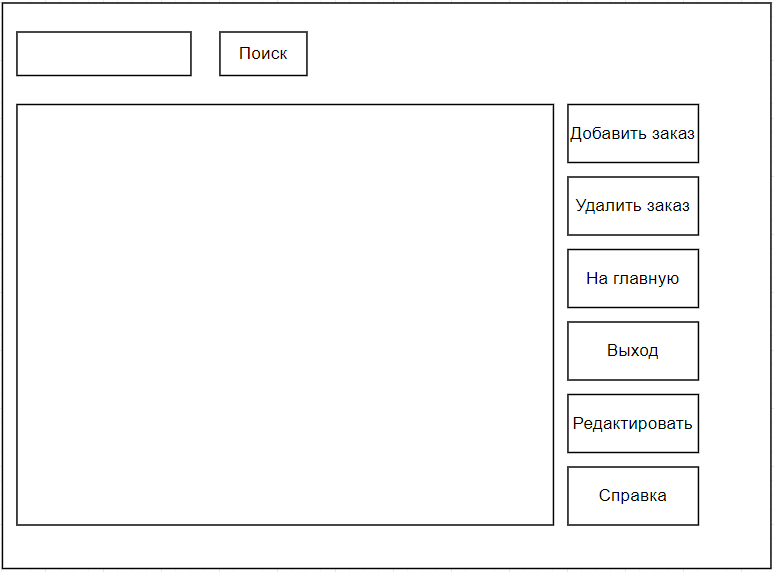 Поиск
Добавить заказ
Удалить заказ
На главную
Выход
Редактировать
Справка